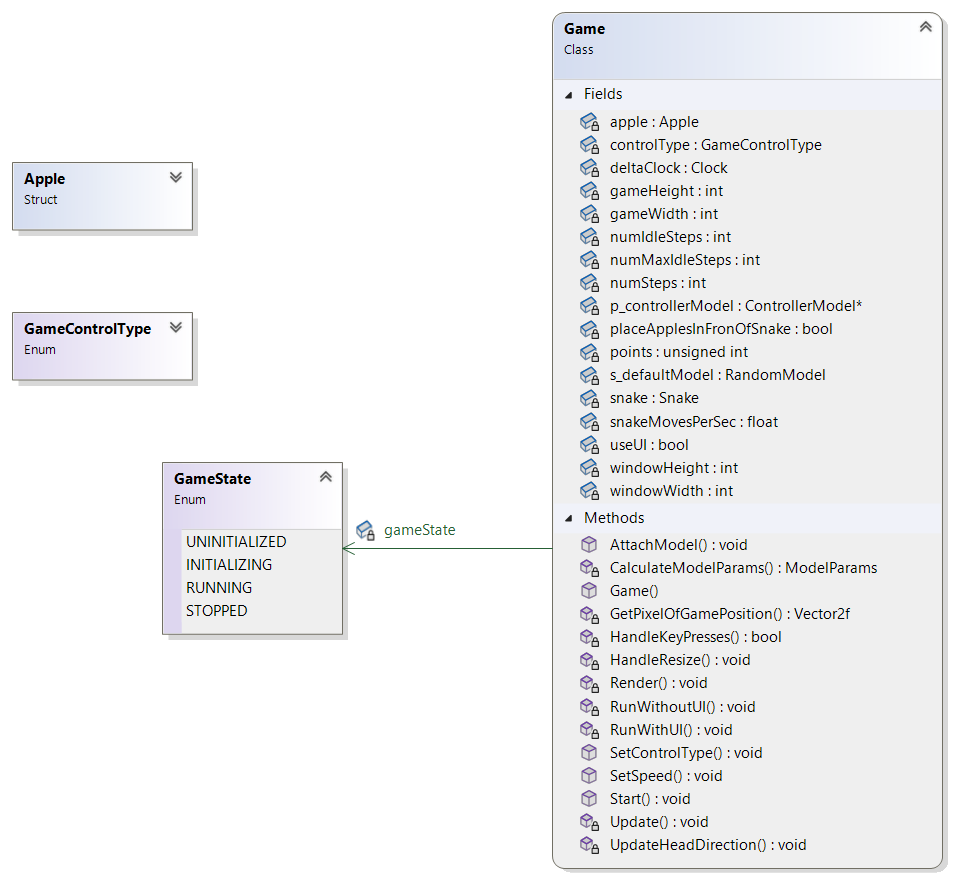 Apple
Struct
GameControlType
Enum
GameState
Enum
UNINITIALIZED
INITIALIZING
RUNNING
STOPPED
gameState
Game
Class
Fields
apple : Apple
controlType : GameControlType
deltaClock : Clock
gameHeight : int
gameWidth : int
numIdleSteps : int
numMaxIdleSteps : int
numSteps : int
p_controllerModel : ControllerModel*
placeApplesInFronOfSnake : bool
points : unsigned int
s_defaultModel : RandomModel
snake : Snake
snakeMovesPerSec : float
useUI : bool
windowHeight : int
windowWidth : int
Methods
AttachModel() : void
CalculateModelParams() : ModelParams
Game()
GetPixelOfGamePosition() : Vector2f
HandleKeyPresses() : bool
HandleResize() : void
Render() : void
RunWithoutUI() : void
RunWithUI() : void
SetControlType() : void
SetSpeed() : void
Start() : void
Update() : void
UpdateHeadDirection() : void